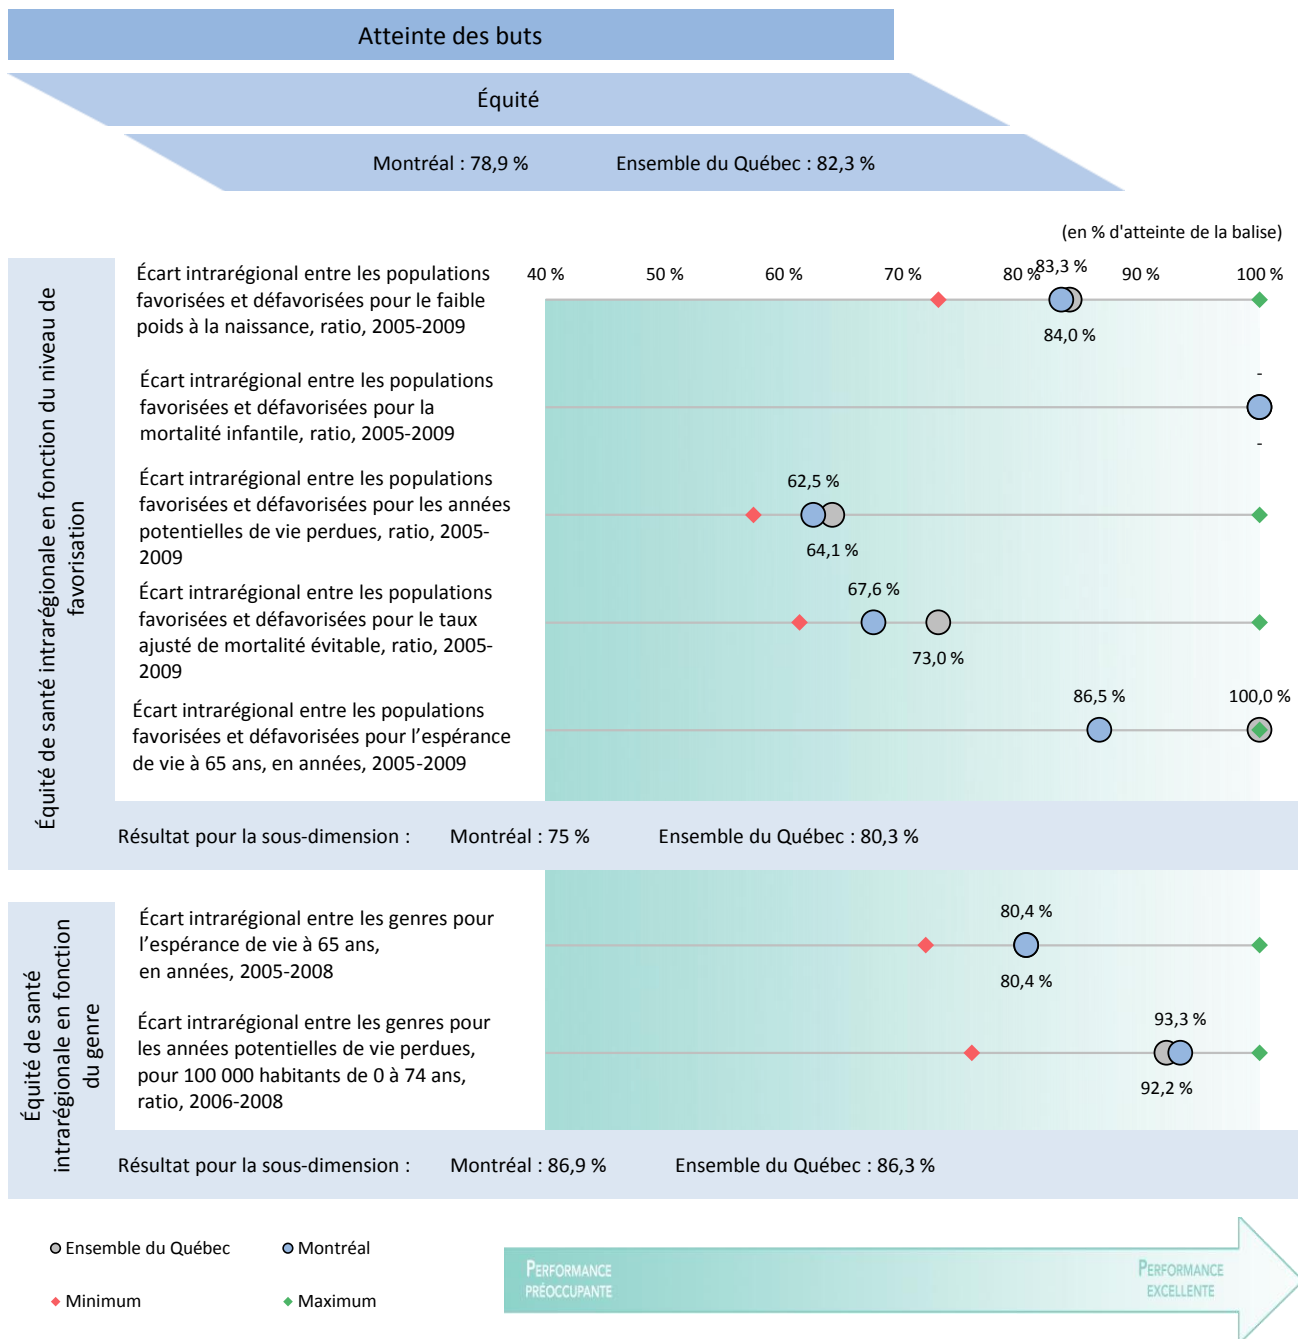 Atteinte des buts
Équité
Montréal : 78,9 % Ensemble du Québec : 82,3 %
(en % d'atteinte de la balise)
40 % 50 % 60 % 70 % 80 % 90 % 100 %
Équité de santé intrarégionale en fonction du niveau de
favorisation
Écart intrarégional entre les populations
favorisées et défavorisées pour le faible
poids à la naissance, ratio, 2005-2009
83,3 %
84,0 %
Écart intrarégional entre les populations
favorisées et défavorisées pour la
mortalité infantile, ratio, 2005-2009
-
-
Écart intrarégional entre les populations
favorisées et défavorisées pour les années
potentielles de vie perdues, ratio, 2005-
2009
62,5 %
64,1 %
Écart intrarégional entre les populations
favorisées et défavorisées pour le taux
ajusté de mortalité évitable, ratio, 2005-
2009
67,6 %
73,0 %
Écart intrarégional entre les populations
favorisées et défavorisées pour l’espérance
de vie à 65 ans, en années, 2005-2009
86,5 % 100,0 %
Résultat pour la sous-dimension : Montréal : 75 % Ensemble du Québec : 80,3 %
Équité de santé
intrarégionale en fonction
du genre
Écart intrarégional entre les genres pour
l’espérance de vie à 65 ans,
en années, 2005-2008
80,4 %
80,4 %
Écart intrarégional entre les genres pour
les années potentielles de vie perdues,
pour 100 000 habitants de 0 à 74 ans,
ratio, 2006-2008
93,3 %
92,2 %
Résultat pour la sous-dimension : Montréal : 86,9 % Ensemble du Québec : 86,3 %
Ensemble du Québec Montréal
Minimum Maximum
PERFORMANCE
PRÉOCCUPANTE
PERFORMANCE
EXCELLENTE